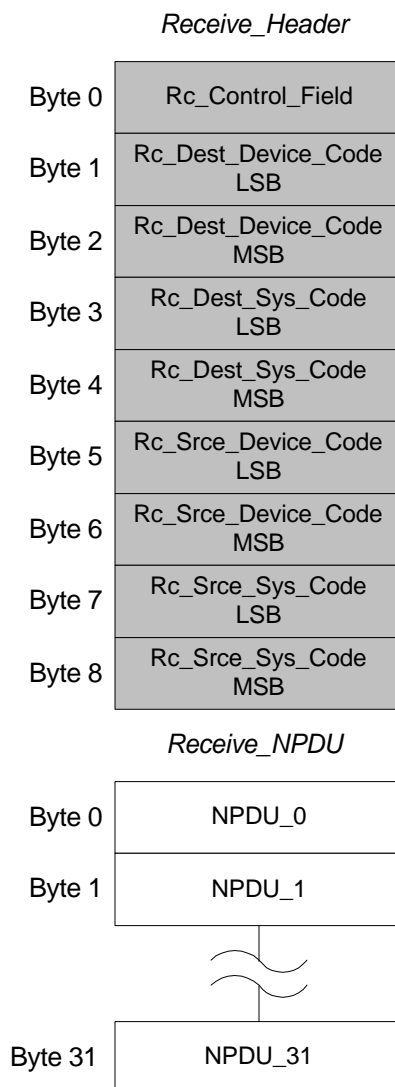 Receive_Header
Byte 0
Rc_Control_Field
Byte 1
Rc_Dest_Device_Code
LSB
Byte 2
Rc_Dest_Device_Code
MSB
Byte 3
Rc_Dest_Sys_Code
LSB
Byte 4
Rc_Dest_Sys_Code
MSB
Byte 5
Rc_Srce_Device_Code
LSB
Byte 6
Rc_Srce_Device_Code
MSB
Byte 7
Rc_Srce_Sys_Code
LSB
Byte 8
Rc_Srce_Sys_Code
MSB
Receive_NPDU
Byte 0
NPDU_0
Byte 1
NPDU_1
Byte 31
NPDU_31